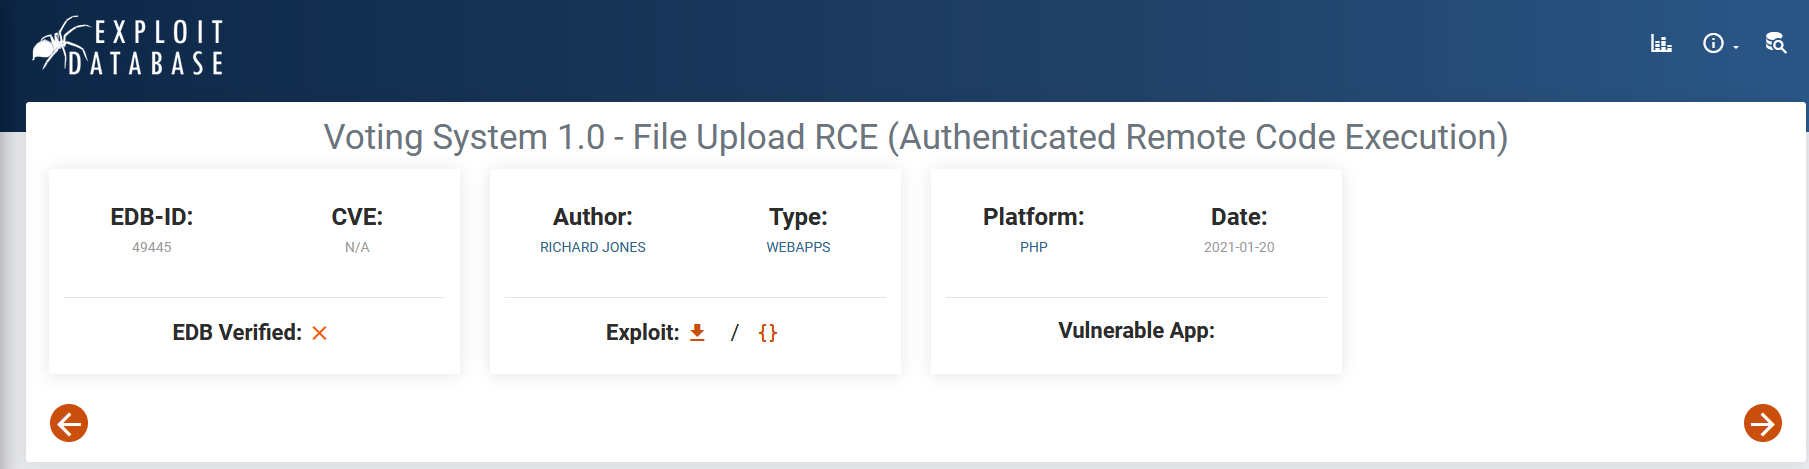 EXPLOIT
DATABASE
Voting System 1.0 - File Upload RCE (Authenticated Remote Code Execution)
EDB-ID:
49445
CVE:
N/A
EDB Verified:
Author:
RICHARD JONES
Type:
WEBAPPS
Exploit: / {}
Platform:
PHP
Date:
2021-01-20
Vulnerable App: